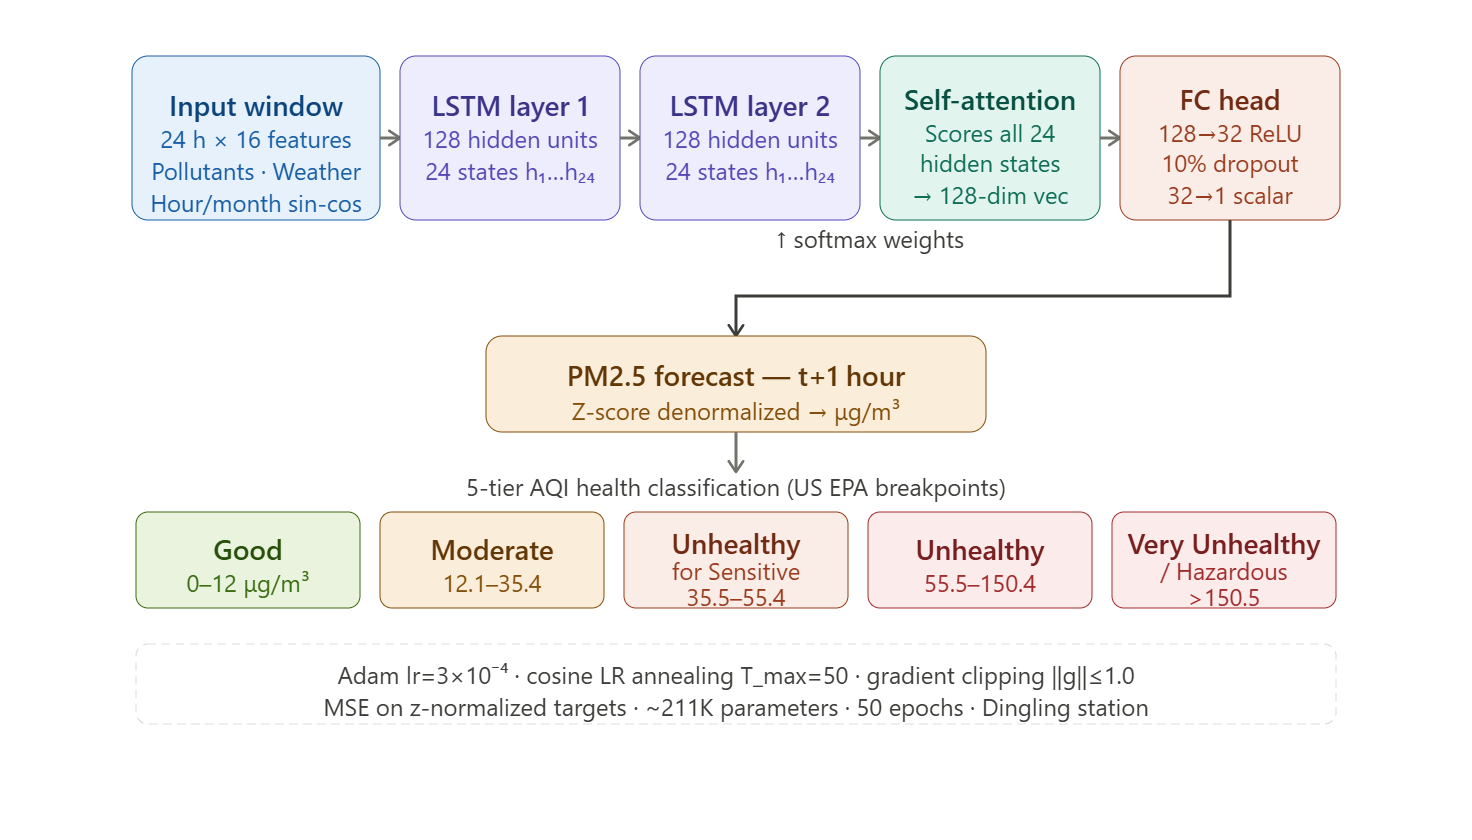 Input window
24 h × 16 features
Pollutants · Weather
Hour/month sin-cos
LSTM layer 1
128 hidden units
24 states h₁...h₂₄
LSTM layer 2
128 hidden units
24 states h₁...h₂₄
Self-attention
Scores all 24
hidden states
→ 128-dim vec
FC head
128→32 ReLU
10% dropout
32→1 scalar
↑ softmax weights
PM2.5 forecast — t+1 hour
Z-score denormalized → μg/m³
5-tier AQI health classification (US EPA breakpoints)
Good
0–12 μg/m³
Moderate
12.1–35.4
Unhealthy
for Sensitive
35.5–55.4
Unhealthy
55.5–150.4
Very Unhealthy
/ Hazardous
>150.5
Adam lr=3×10⁻⁴ · cosine LR annealing T_max=50 · gradient clipping ||g||≤1.0
MSE on z-normalized targets · ~211K parameters · 50 epochs · Dingling station